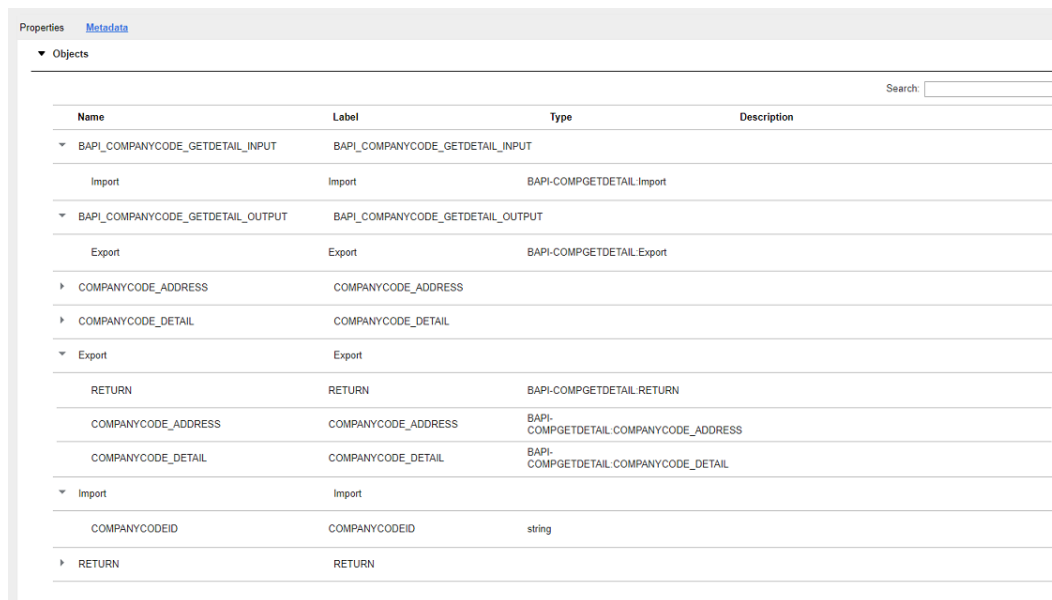 Properties Metadata
Objects
Search:
Name Label Type Description
BAPI_COMPANYCODE_GETDETAIL_INPUT BAPI_COMPANYCODE_GETDETAIL_INPUT
Import Import BAPI-COMPGETDETAIL:Import
BAPI_COMPANYCODE_GETDETAIL_OUTPUT BAPI_COMPANYCODE_GETDETAIL_OUTPUT
Export Export BAPI-COMPGETDETAIL:Export
COMPANYCODE_ADDRESS COMPANYCODE_ADDRESS
COMPANYCODE_DETAIL COMPANYCODE_DETAIL
Export Export
RETURN RETURN BAPI-COMPGETDETAIL:RETURN
COMPANYCODE_ADDRESS COMPANYCODE_ADDRESS BAPI-
COMPGETDETAIL:COMPANYCODE_ADDRESS
COMPANYCODE_DETAIL COMPANYCODE_DETAIL BAPI-
COMPGETDETAIL:COMPANYCODE_DETAIL
Import Import
COMPANYCODEID COMPANYCODEID string
RETURN RETURN